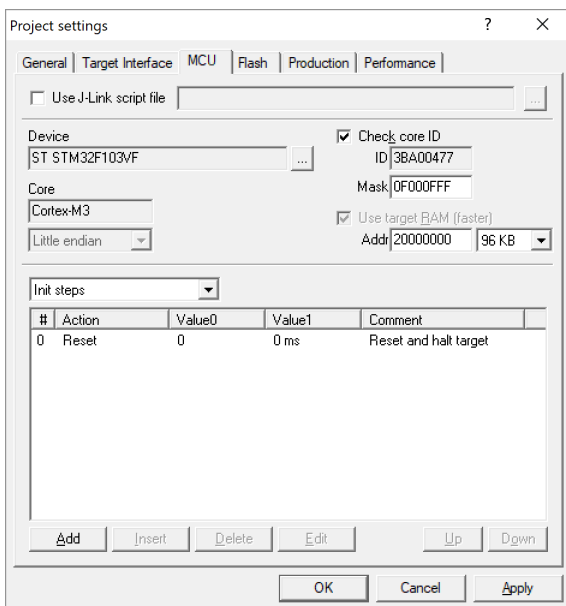 Project settings ? ×
General Target Interface MCU Flash Production Performance
Use J-Link script file ...
Device Check core ID
ST STM32F103VF ... ID 3BA00477
Mask 0F000FFF
Core
Cortex-M3 Use target RAM (faster)
Little endian Addr 20000000 96 KB
Init steps
# Action Value0 Value1 Comment
0 Reset 0 0 ms Reset and halt target
Add Insert Delete Edit Up Down
OK Cancel Apply